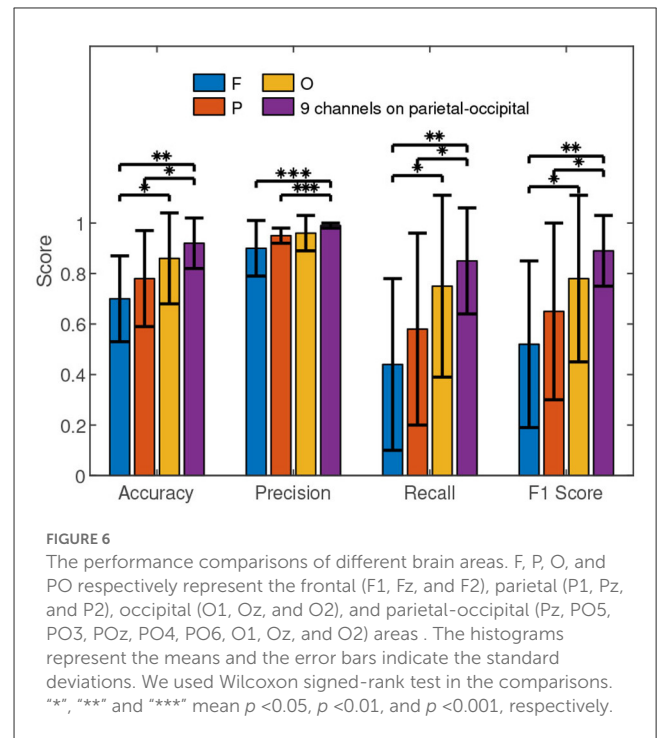 F O
P 9 channels on parietal-occipital
** * *
*** ***
** * *
** * *
Score
1
0.8
0.6
0.4
0.2
0
Accuracy Precision Recall F1 Score
FIGURE 6
The performance comparisons of different brain areas. F, P, O, and
PO respectively represent the frontal (F1, Fz, and F2), parietal (P1, Pz,
and P2), occipital (O1, Oz, and O2), and parietal-occipital (Pz, PO5,
PO3, POz, PO4, PO6, O1, Oz, and O2) areas . The histograms
represent the means and the error bars indicate the standard
deviations. We used Wilcoxon signed-rank test in the comparisons.
“*”, “**” and “***” mean p <0.05, p <0.01, and p <0.001, respectively.